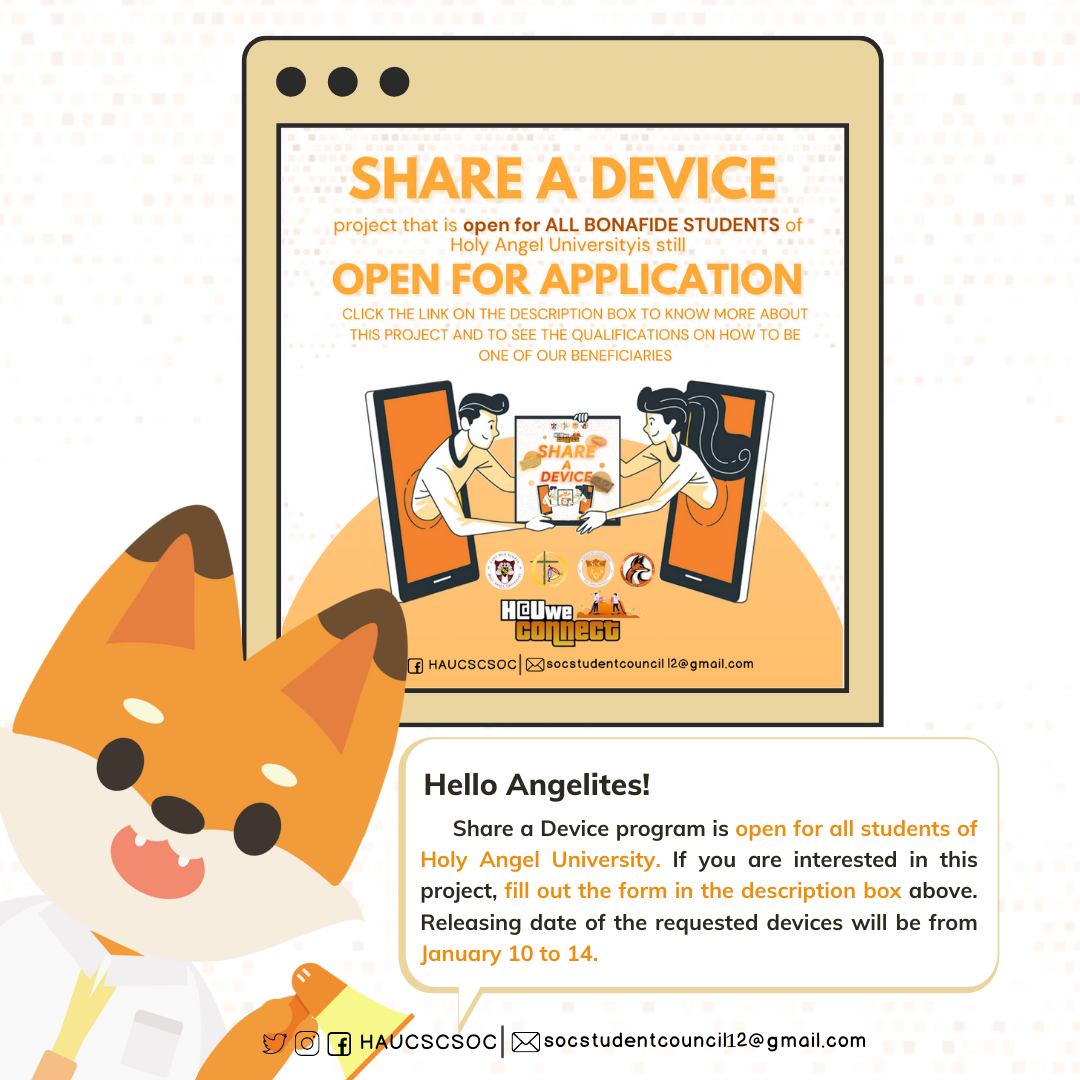 SHARE A DEVICE
project that is open for ALL BONAFIDE STUDENTS of
Holy Angel Universityis still
OPEN FOR APPLICATION
CLICK THE LINK ON THE DESCRIPTION BOX TO KNOW MORE ABOUT
THIS PROJECT AND TO SEE THE QUALIFICATIONS ON HOW TO BE
ONE OF OUR BENEFICIARIES
SHARE
A
DEVICE
H@Uwe
connect
HAUCSCSOC socstudentcouncil12@gmail.com
Hello Angelites!
Share a Device program is open for all students of
Holy Angel University. If you are interested in this
project, fill out the form in the description box above.
Releasing date of the requested devices will be from
January 10 to 14.
HAUCSCSOC socstudentcouncil12@gmail.com